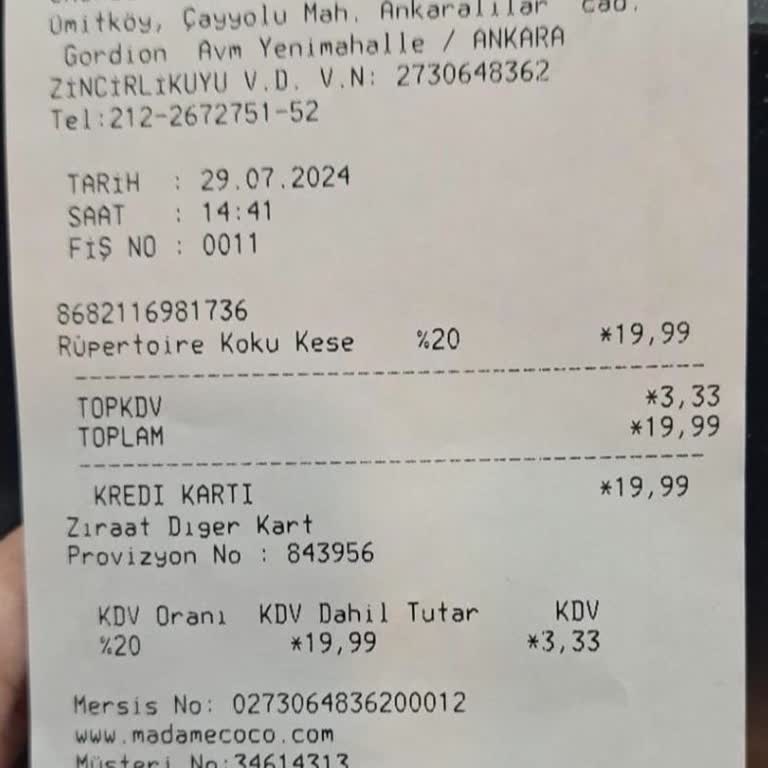 Ümitköy, Çayyolu Mah. Ankaralılar Cad.
Gordion Avm Yenimahalle / ANKARA
ZİNCİRLİKUYU V.D. V.N: 2730648362
Tel:212-2672751-52
TARİH : 29.07.2024
SAAT : 14:41
FİŞ NO : 0011
8682116981736
Rüpertoire Koku Kese %20 *19,99
TOPKDV *3,33
TOPLAM *19,99
KREDI KARTI *19,99
Ziraat Diger Kart
Provizyon No : 843956
KDV Oranı KDV Dahil Tutar KDV
%20 *19,99 *3,33
Mersis No: 0273064836200012
www.madamecoco.com
Müşteri No:34614313